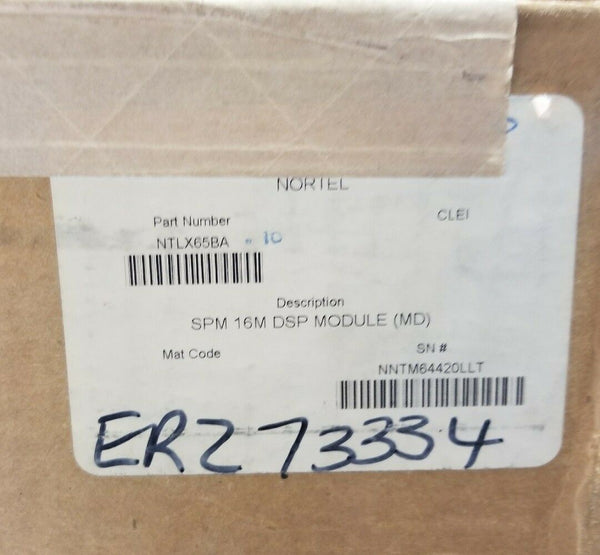 NORTEL
Part Number
CLEI
NTLX65BA . 10
Description
SPM 16M DSP MODULE (MD)
Mat Code
SN #
NNTM64420LLT
ER273334